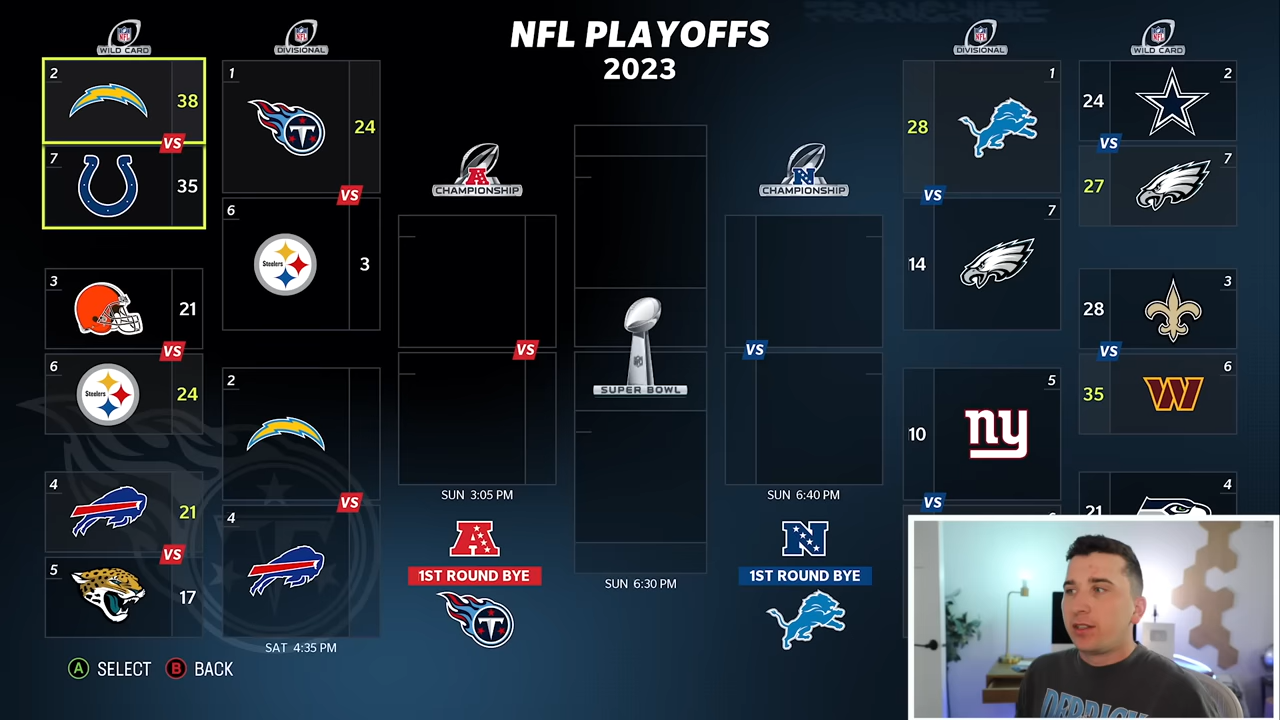 FRANCHISE
NFL PLAYOFFS
2023
WILD CARD
DIVISIONAL
DIVISIONAL
WILD CARD
2
38
VS
7
35
3
21
VS
6
Steelers
24
4
21
VS
5
17
1
24
VS
6
Steelers
3
2
VS
4
SAT 4:35 PM
A
CHAMPIONSHIP
VS
SUN 3:05 PM
A
1ST ROUND BYE
T
SUPER BOWL
SUN 6:30 PM
N
CHAMPIONSHIP
VS
SUN 6:40 PM
N
1ST ROUND BYE
1
28
VS
7
14
5
10
ny
VS
2
24
VS
7
27
3
28
VS
6
35
W
4
21
A SELECT B BACK